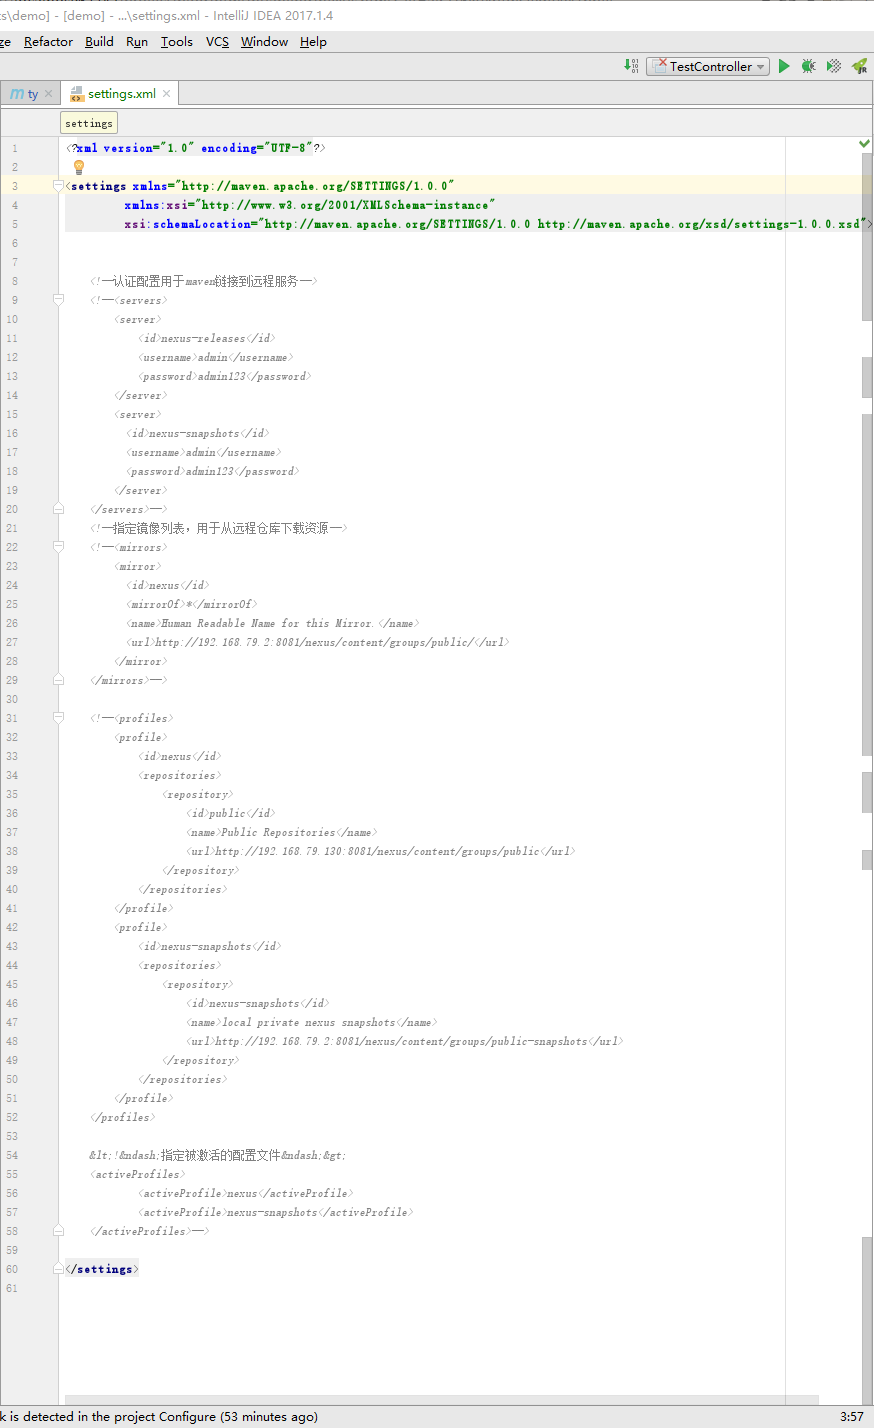 ts\demo] - [demo] - ...\settings.xml - IntelliJ IDEA 2017.1.4
ze Refactor Build Run Tools VCS Window Help
TestController
m ty settings.xml
settings
1 <?xml version="1.0" encoding="UTF-8"?>
2
3 <settings xmlns="http://maven.apache.org/SETTINGS/1.0.0"
4 xmlns:xsi="http://www.w3.org/2001/XMLSchema-instance"
5 xsi:schemaLocation="http://maven.apache.org/SETTINGS/1.0.0 http://maven.apache.org/xsd/settings-1.0.0.xsd">
6
7
8 <!--认证配置用于maven链接到远程服务-->
9 <!--<servers>
10 <server>
11 <id>nexus-releases</id>
12 <username>admin</username>
13 <password>admin123</password>
14 </server>
15 <server>
16 <id>nexus-snapshots</id>
17 <username>admin</username>
18 <password>admin123</password>
19 </server>
20 </servers>-->
21 <!--指定镜像列表，用于从远程仓库下载资源-->
22 <!--<mirrors>
23 <mirror>
24 <id>nexus</id>
25 <mirrorOf>*</mirrorOf>
26 <name>Human Readable Name for this Mirror.</name>
27 <url>http://192.168.79.2:8081/nexus/content/groups/public/</url>
28 </mirror>
29 </mirrors>-->
30
31 <!--<profiles>
32 <profile>
33 <id>nexus</id>
34 <repositories>
35 <repository>
36 <id>public</id>
37 <name>Public Repositories</name>
38 <url>http://192.168.79.130:8081/nexus/content/groups/public</url>
39 </repository>
40 </repositories>
41 </profile>
42 <profile>
43 <id>nexus-snapshots</id>
44 <repositories>
45 <repository>
46 <id>nexus-snapshots</id>
47 <name>local private nexus snapshots</name>
48 <url>http://192.168.79.2:8081/nexus/content/groups/public-snapshots</url>
49 </repository>
50 </repositories>
51 </profile>
52 </profiles>
53
54 &lt;!&ndash;指定被激活的配置文件&ndash;&gt;
55 <activeProfiles>
56 <activeProfile>nexus</activeProfile>
57 <activeProfile>nexus-snapshots</activeProfile>
58 </activeProfiles>-->
59
60 </settings>
61
k is detected in the project Configure (53 minutes ago) 3:57